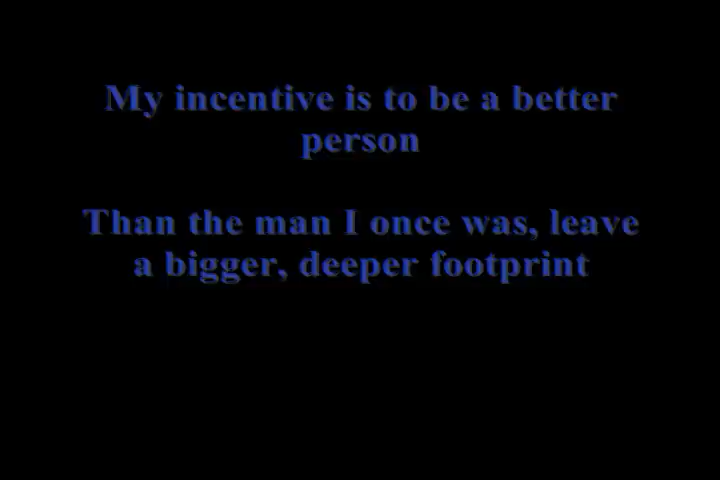 My incentive is to be a better
person
Than the man I once was, leave
a bigger, deeper footprint